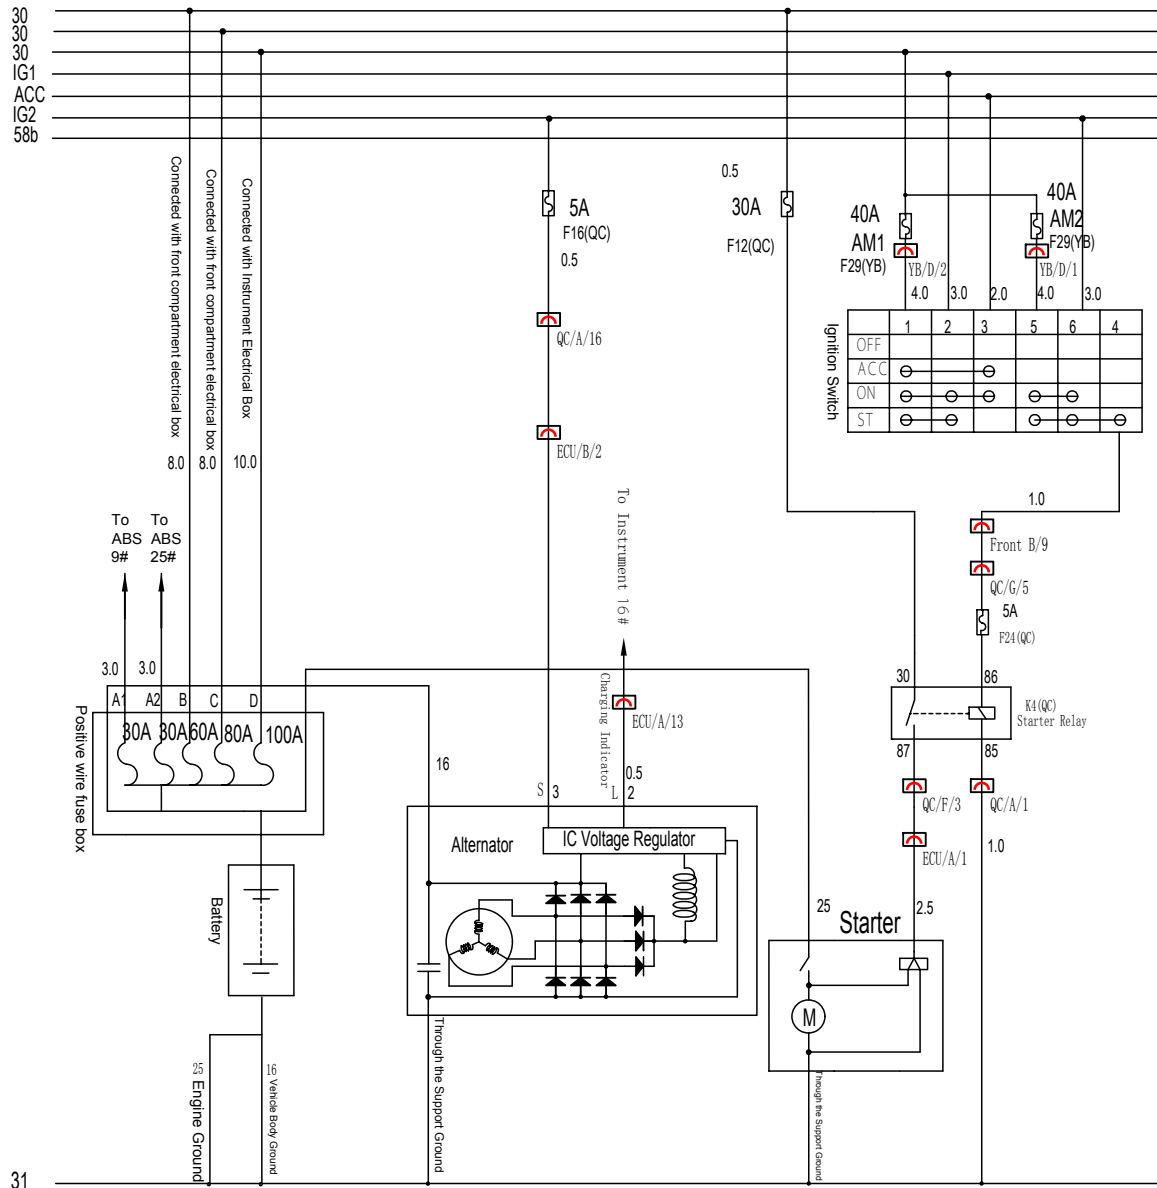 30
30
30
IG1
ACC
IG2
58b
Connected with front compartment electrical box
Connected with front compartment electrical box
Connected with Instrument Electrical Box
8.0
8.0
10.0
To
ABS
9#
To
ABS
25#
3.0
3.0
A1
A2
B
C
D
30A
30A
60A
80A
100A
Positive wire fuse box
Battery
25
Engine Ground
16
Vehicle Body Ground
31
5A
F16(QC)
0.5
QC/A/16
ECU/B/2
To Instrument 16#
Charging Indicator
ECU/A/13
0.5
16
S
3
L
2
Alternator
IC Voltage Regulator
Through the Support Ground
0.5
30A
F12(QC)
40A
AM1
F29(YB)
YB/D/2
40A
AM2
F29(YB)
YB/D/1
4.0
3.0
2.0
4.0
3.0
Ignition Switch
1
2
3
5
6
4
OFF
ACC
ON
ST
1.0
Front B/9
QC/G/5
5A
F24(QC)
30
86
K4(QC)
Starter Relay
87
85
QC/F/3
QC/A/1
ECU/A/1
1.0
25
2.5
Starter
M
Through the Support Ground